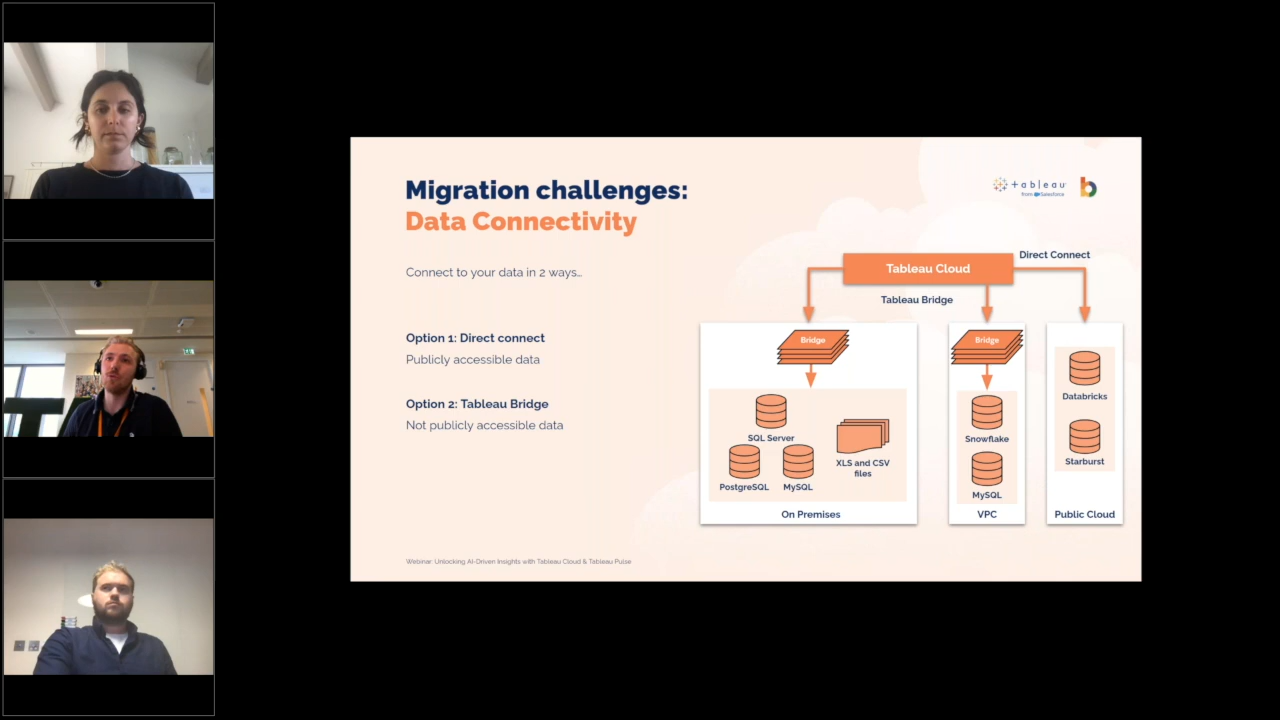 Migration challenges:
Data Connectivity
+ableau
from Salesforce
b
Connect to your data in 2 ways...
Option 1: Direct connect
Publicly accessible data
Option 2: Tableau Bridge
Not publicly accessible data
Tableau Cloud
Direct Connect
Tableau Bridge
Bridge
SQL Server
PostgreSQL
MySQL
XLS and CSV
files
On Premises
Bridge
Snowflake
MySQL
VPC
Databricks
Starburst
Public Cloud
Webinar: Unlocking AI-Driven Insights with Tableau Cloud & Tableau Pulse